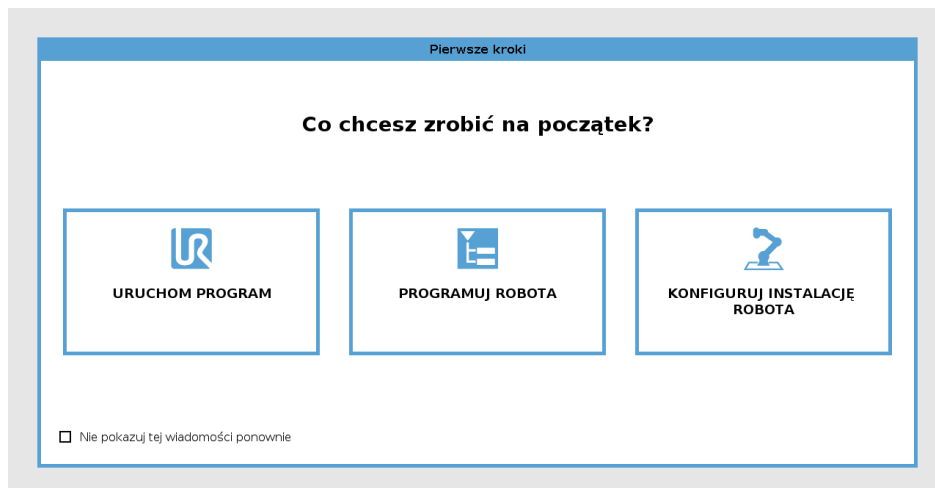 Pierwsze kroki
Co chcesz zrobić na początek?
URUCHOM PROGRAM
PROGRAMUJ ROBOTA
KONFIGURUJ INSTALACJĘ
ROBOTA
Nie pokazuj tej wiadomości ponownie